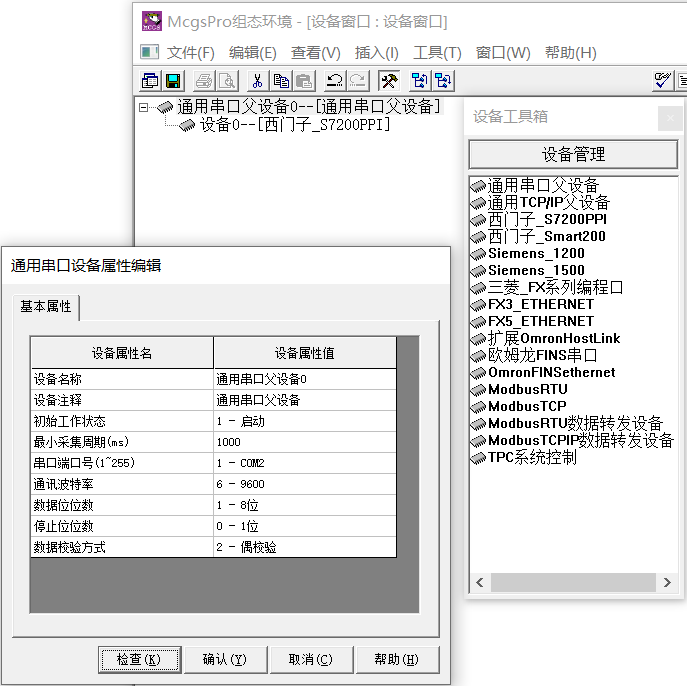 McgsPro组态环境 - [设备窗口 : 设备窗口]
文件(F) 编辑(E) 查看(V) 插入(I) 工具(T) 窗口(W) 帮助(H)
通用串口父设备0--[通用串口父设备]
设备0--[西门子_S7200PPI]
设备工具箱
设备管理
通用串口父设备
通用TCP/IP父设备
西门子_S7200PPI
西门子_Smart200
Siemens_1200
Siemens_1500
三菱_FX系列编程口
FX3_ETHERNET
FX5_ETHERNET
扩展OmronHostLink
欧姆龙FINS串口
OmronFINSethernet
ModbusRTU
ModbusTCP
ModbusRTU数据转发设备
ModbusTCPIP数据转发设备
TPC系统控制
通用串口设备属性编辑
基本属性
设备属性名 设备属性值
设备名称 通用串口父设备0
设备注释 通用串口父设备
初始工作状态 1 - 启动
最小采集周期(ms) 1000
串口端口号(1~255) 1 - COM2
通讯波特率 6 - 9600
数据位位数 1 - 8位
停止位位数 0 - 1位
数据校验方式 2 - 偶校验
检查(K) 确认(Y) 取消(C) 帮助(H)